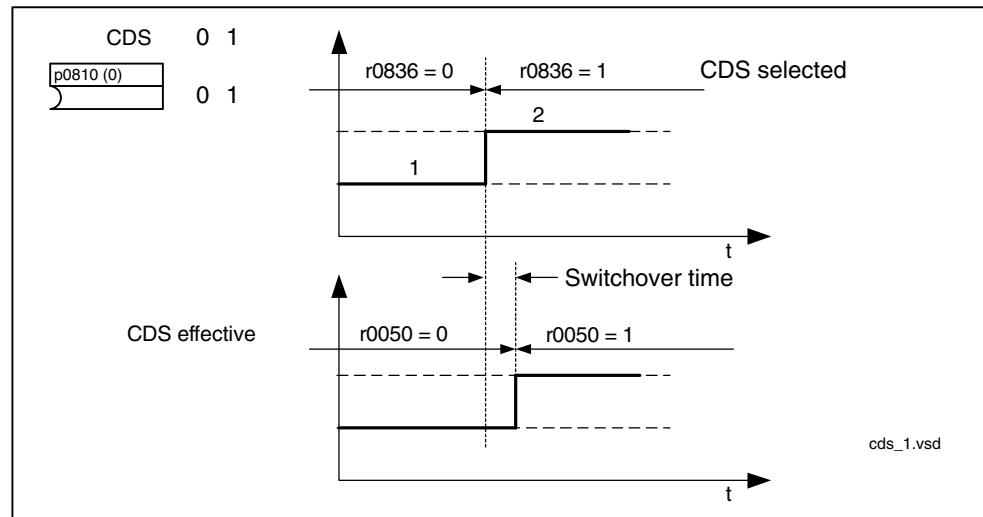 CDS 0 1
p0810 (0)
0 1
r0836 = 0 r0836 = 1 CDS selected
2
1
t
Switchover time
CDS effective r0050 = 0 r0050 = 1
cds_1.vsd
t